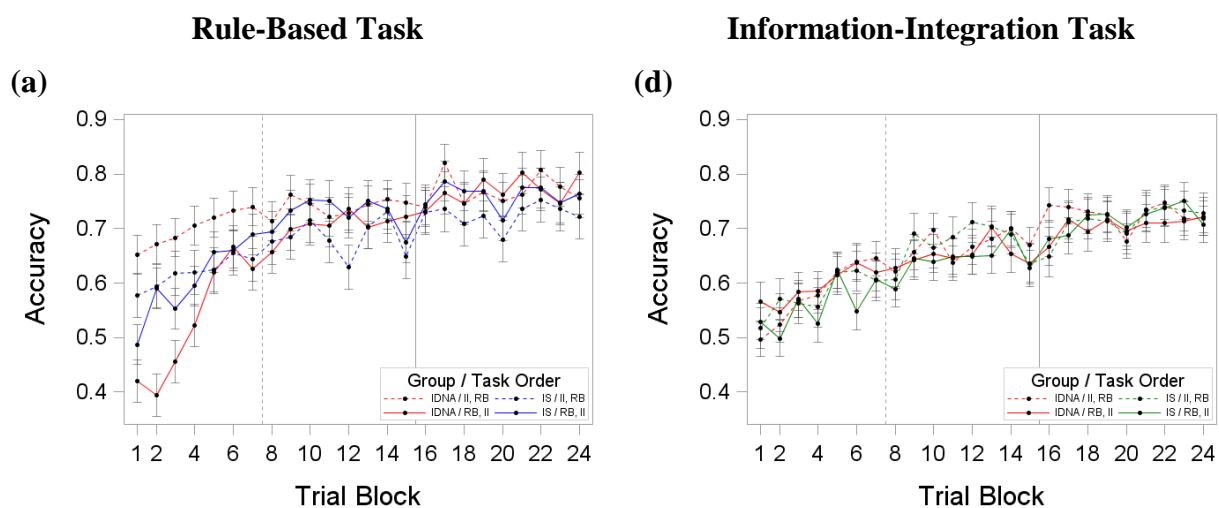 Rule-Based Task
Information-Integration Task
(a)
(d)
0.9
0.8
0.7
0.6
0.5
0.4
Accuracy
1 2 4 6 8 10 12 14 16 18 20 22 24
Trial Block
Group / Task Order
IDNA / II, RB
IS / II, RB
IDNA / RB, II
IS / RB, II
0.9
0.8
0.7
0.6
0.5
0.4
Accuracy
1 2 4 6 8 10 12 14 16 18 20 22 24
Trial Block
Group / Task Order
IDNA / II, RB
IS / II, RB
IDNA / RB, II
IS / RB, II